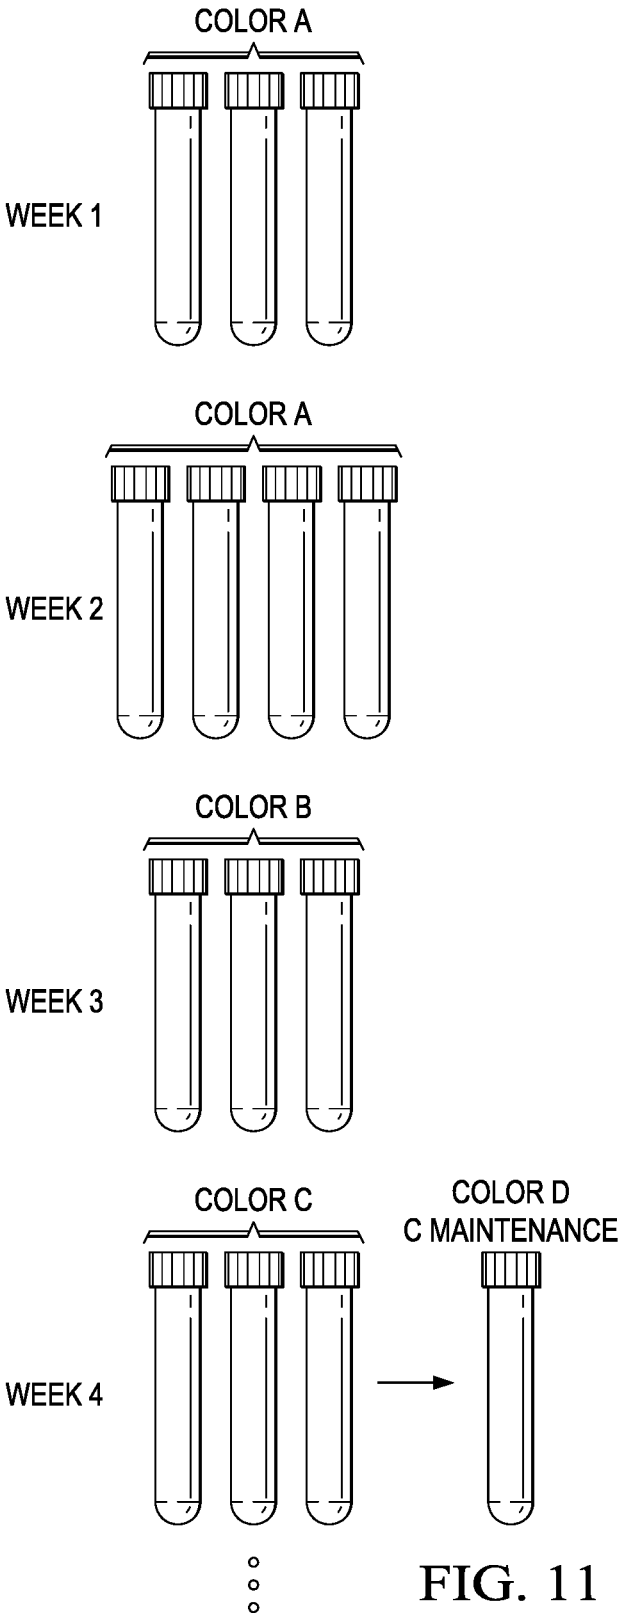 COLOR A
WEEK 1
COLOR A
WEEK 2
COLOR B
WEEK 3
COLOR C
COLOR D
C MAINTENANCE
WEEK 4
FIG. 11